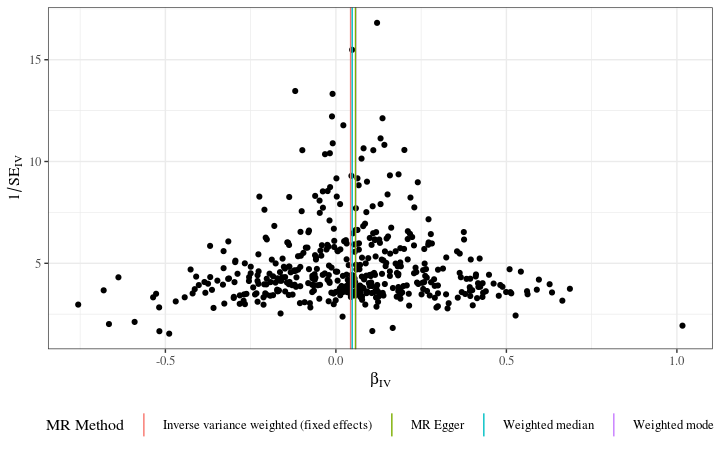 15
10
5
1/SE_IV
-0.5
0.0
0.5
1.0
β_IV
MR Method
Inverse variance weighted (fixed effects)
MR Egger
Weighted median
Weighted mode